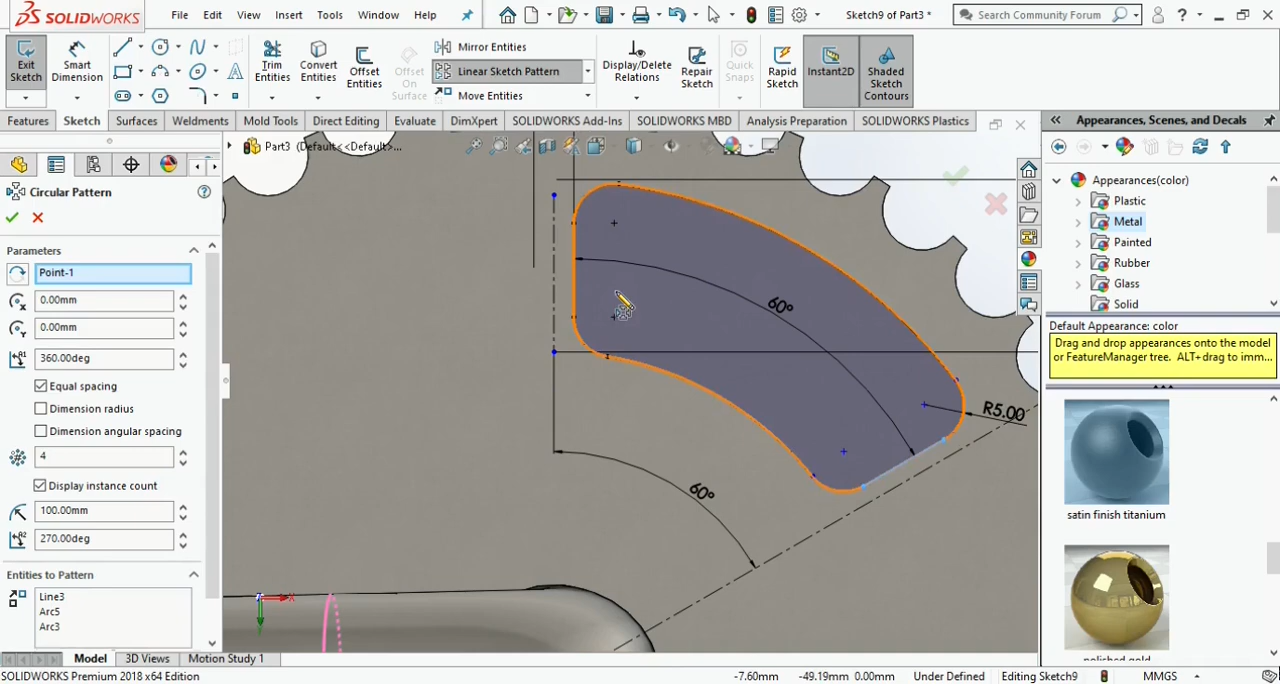 SOLIDWORKS File Edit View Insert Tools Window Help Sketch9 of Part3 * Search Community Forum ?
Exit Sketch Smart Dimension Trim Entities Convert Entities Offset Entities Offset On Surface Mirror Entities Linear Sketch Pattern Move Entities Display/Delete Relations Repair Sketch Quick Snaps Rapid Sketch Instant2D Shaded Sketch Contours
Features Sketch Surfaces Weldments Mold Tools Direct Editing Evaluate DimXpert SOLIDWORKS Add-Ins SOLIDWORKS MBD Analysis Preparation SOLIDWORKS Plastics
Appearances, Scenes, and Decals
Part3 (Default<<Default>...
Circular Pattern
Parameters
Point-1
0.00mm
0.00mm
360.00deg
Equal spacing
Dimension radius
Dimension angular spacing
4
Display instance count
100.00mm
270.00deg
Entities to Pattern
Line3
Arc5
Arc3
60°
R5.00
60°
Appearances(color)
Plastic
Metal
Painted
Rubber
Glass
Solid
Default Appearance: color
Drag and drop appearances onto the model
or FeatureManager tree. ALT+drag to imm...
satin finish titanium
polished gold
Model 3D Views Motion Study 1
SOLIDWORKS Premium 2018 x64 Edition -7.60mm -49.19mm 0.00mm Under Defined Editing Sketch9 MMGS